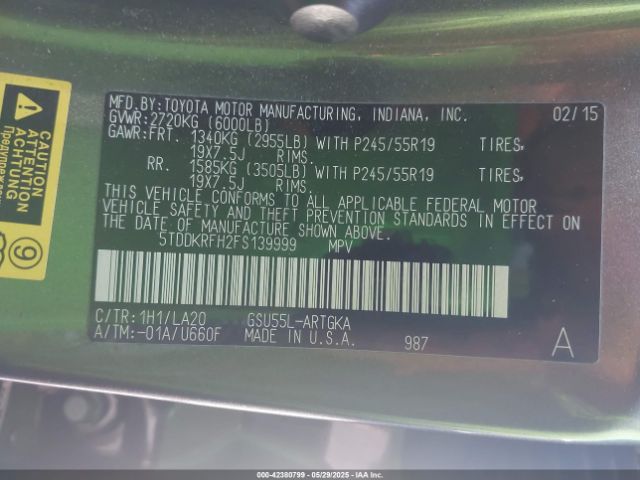 CAUTION
ATTENTION
ACHTUNG
MFD.BY: TOYOTA MOTOR MANUFACTURING, INDIANA, INC. 02/15
GVWR: 2720KG (6000LB)
GAWR: FRT. 1340KG (2955LB) WITH P245/55R19 TIRES,
19X7.5J RIMS.
RR. 1585KG (3505LB) WITH P245/55R19 TIRES,
19X7.5J RIMS.
THIS VEHICLE CONFORMS TO ALL APPLICABLE FEDERAL MOTOR
VEHICLE SAFETY AND THEFT PREVENTION STANDARDS IN EFFECT ON
THE DATE OF MANUFACTURE SHOWN ABOVE.
5TDDKRFH2FS139999 MPV
C/TR: 1H1/LA20 GSU55L-ARTGKA
A/TM:-01A/U660F MADE IN U.S.A. 987 A
000-42380799 05/29/2025 IAAI.COM